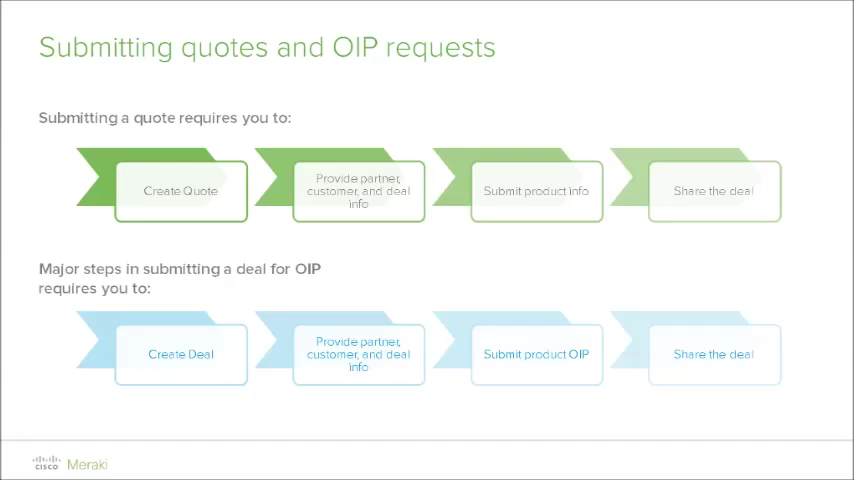 Submitting quotes and OIP requests
Submitting a quote requires you to:
Create Quote
Provide partner,
customer, and deal
info
Submit product info
Share the deal
Major steps in submitting a deal for OIP
requires you to:
Create Deal
Provide partner,
customer, and deal
info
Submit product OIP
Share the deal
cisco Meraki